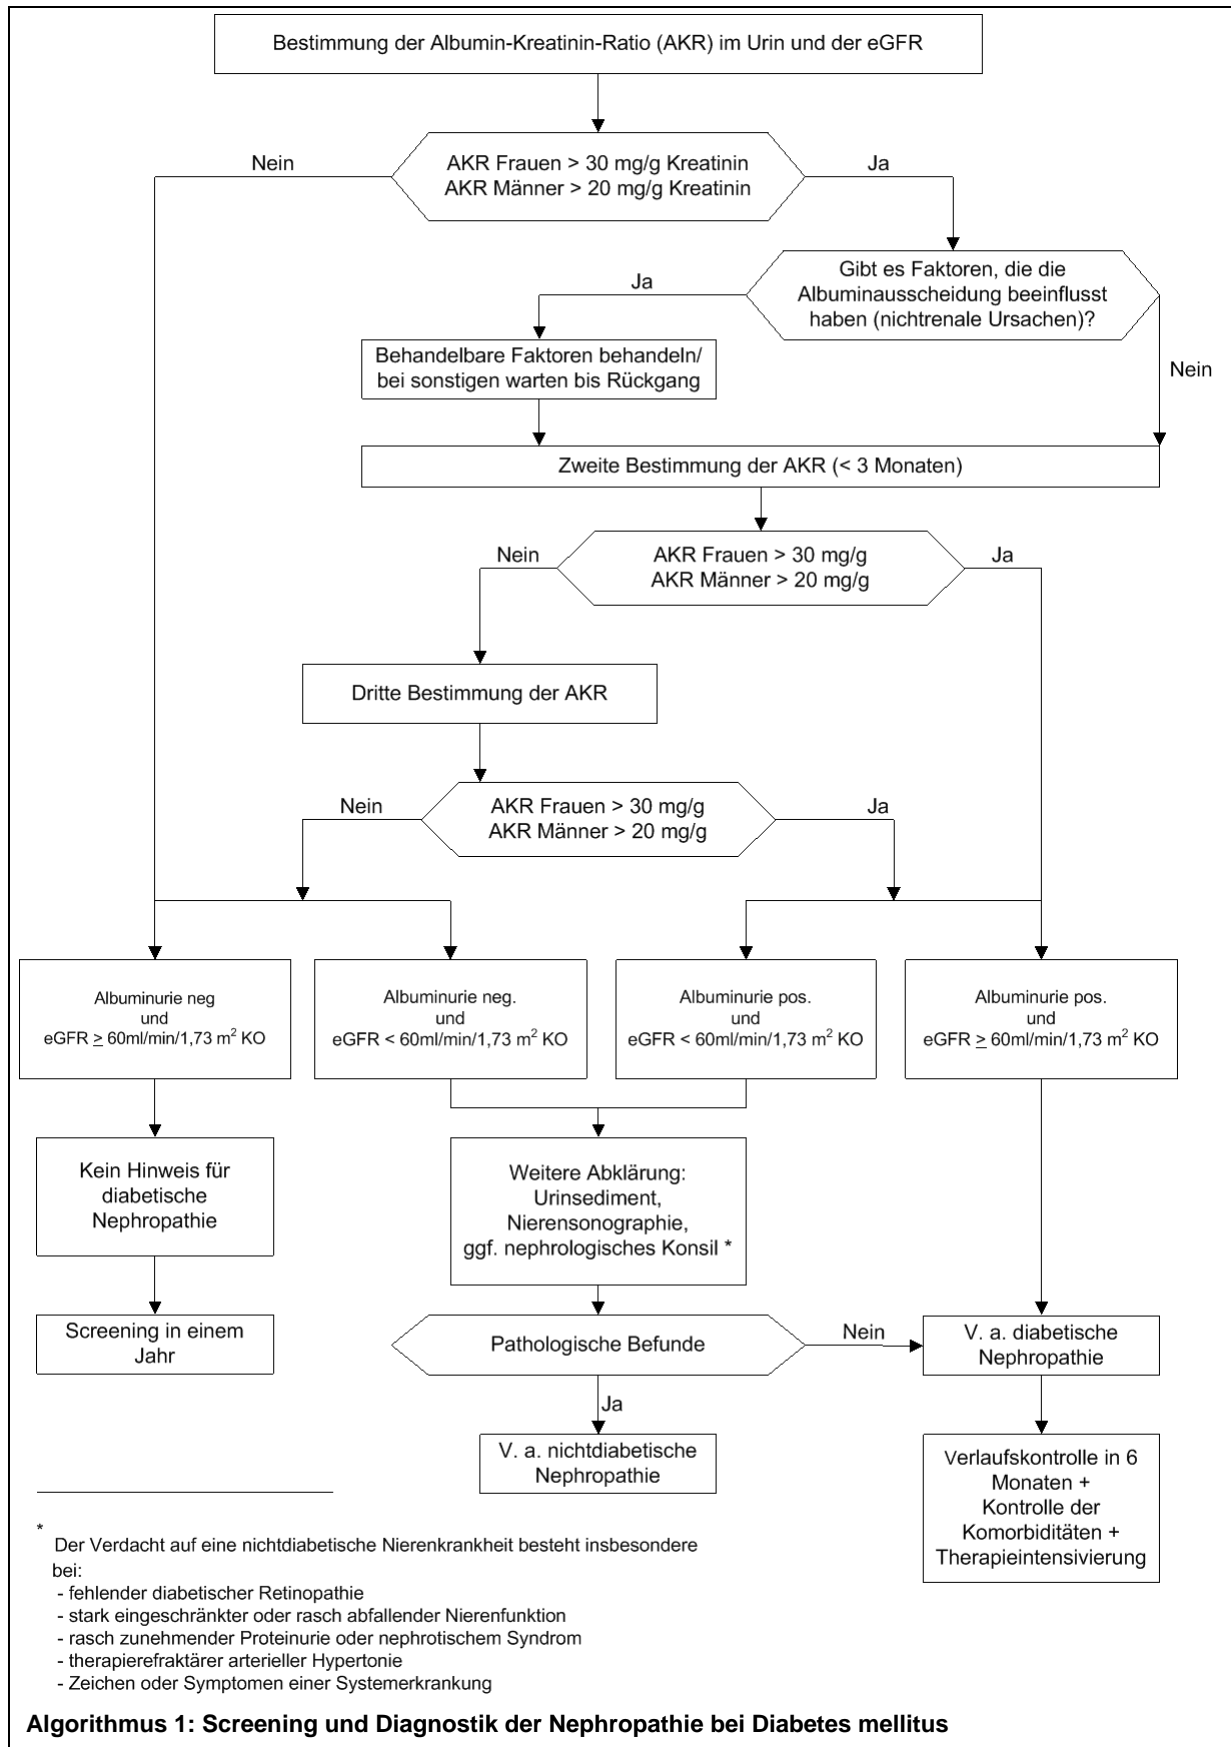 Bestimmung der Albumin-Kreatinin-Ratio (AKR) im Urin und der eGFR
Nein
AKR Frauen > 30 mg/g Kreatinin
AKR Männer > 20 mg/g Kreatinin
Ja
Gibt es Faktoren, die die
Albuminausscheidung beeinflusst
haben (nichtrenale Ursachen)?
Ja
Nein
Behandelbare Faktoren behandeln/
bei sonstigen warten bis Rückgang
Zweite Bestimmung der AKR (< 3 Monaten)
Nein
AKR Frauen > 30 mg/g
AKR Männer > 20 mg/g
Ja
Dritte Bestimmung der AKR
Nein
AKR Frauen > 30 mg/g
AKR Männer > 20 mg/g
Ja
Albuminurie neg
und
eGFR ≥ 60ml/min/1,73 m² KO
Albuminurie neg.
und
eGFR < 60ml/min/1,73 m² KO
Albuminurie pos.
und
eGFR < 60ml/min/1,73 m² KO
Albuminurie pos.
und
eGFR ≥ 60ml/min/1,73 m² KO
Kein Hinweis für
diabetische
Nephropathie
Weitere Abklärung:
Urinsediment,
Nierensonographie,
ggf. nephrologisches Konsil *
Screening in einem
Jahr
Pathologische Befunde
Nein
V. a. diabetische
Nephropathie
Ja
V. a. nichtdiabetische
Nephropathie
Verlaufskontrolle in 6
Monaten +
Kontrolle der
Komorbiditäten +
Therapieintensivierung
*
Der Verdacht auf eine nichtdiabetische Nierenkrankheit besteht insbesondere
bei:
- fehlender diabetischer Retinopathie
- stark eingeschränkter oder rasch abfallender Nierenfunktion
- rasch zunehmender Proteinurie oder nephrotischem Syndrom
- therapierefraktärer arterieller Hypertonie
- Zeichen oder Symptomen einer Systemerkrankung
Algorithmus 1: Screening und Diagnostik der Nephropathie bei Diabetes mellitus